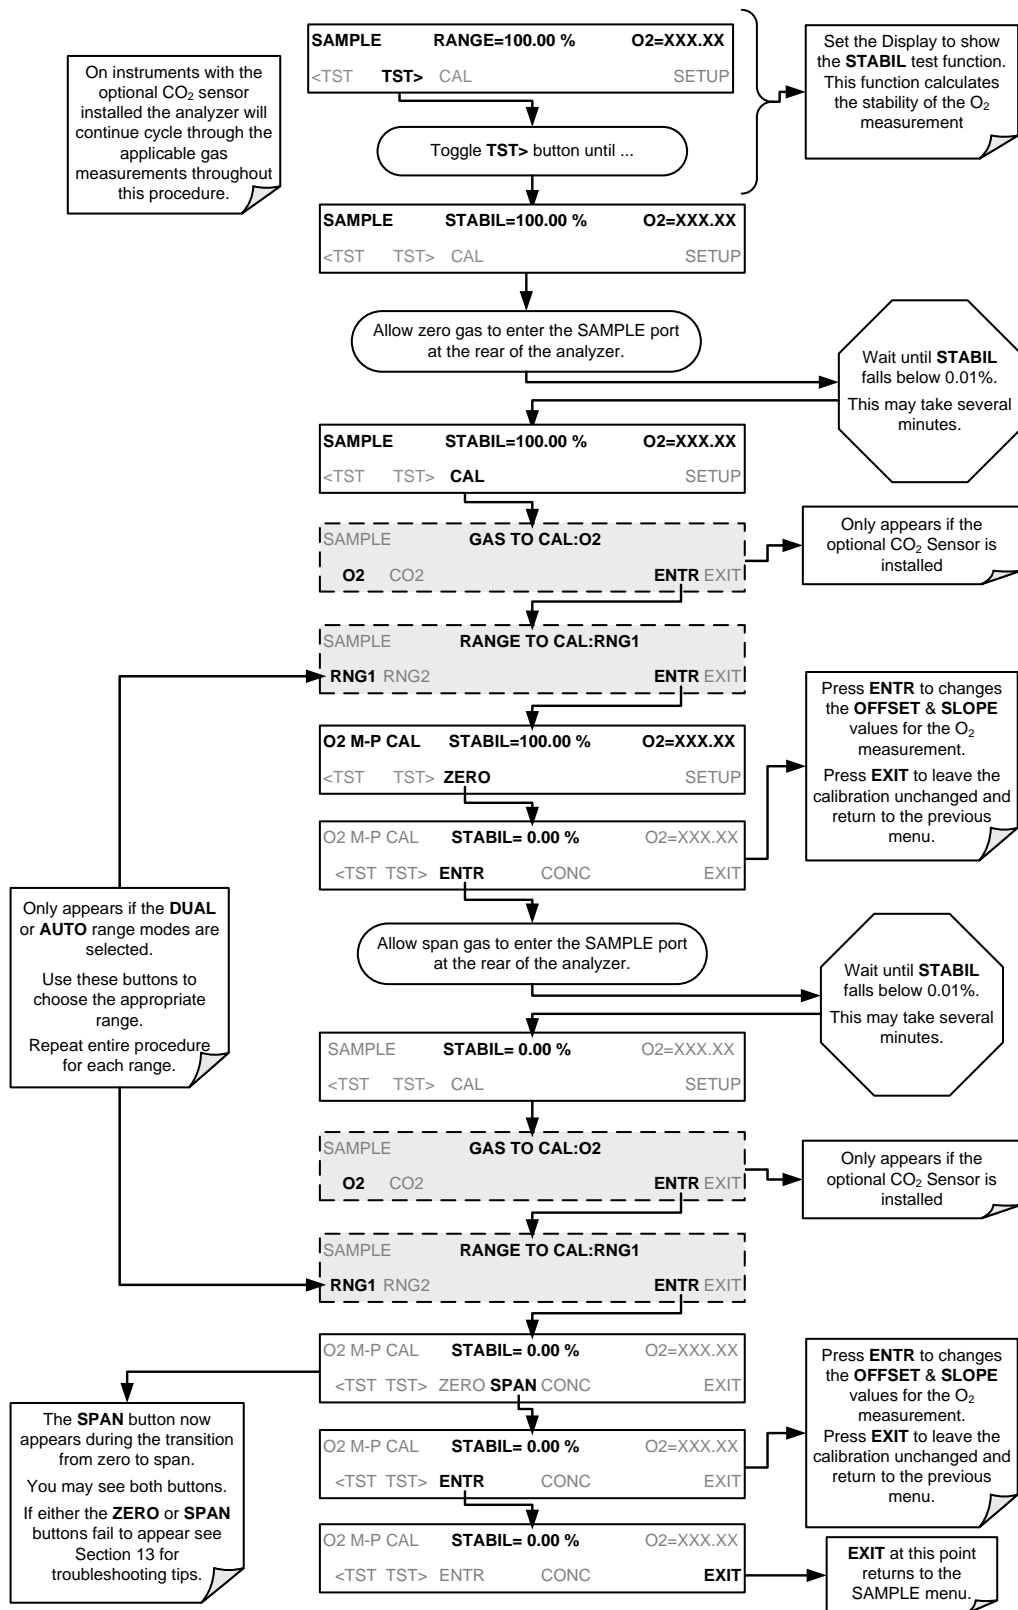 SAMPLE RANGE=100.00 % O2=XXX.XX
<TST TST> CAL SETUP
Set the Display to show
the STABIL test function.
This function calculates
the stability of the O2
measurement
On instruments with the
optional CO2 sensor
installed the analyzer will
continue cycle through the
applicable gas
measurements throughout
this procedure.
Toggle TST> button until ...
SAMPLE STABIL=100.00 % O2=XXX.XX
<TST TST> CAL SETUP
Allow zero gas to enter the SAMPLE port
at the rear of the analyzer.
Wait until STABIL
falls below 0.01%.
This may take several
minutes.
SAMPLE STABIL=100.00 % O2=XXX.XX
<TST TST> CAL SETUP
SAMPLE GAS TO CAL:O2
O2 CO2 ENTR EXIT
Only appears if the
optional CO2 Sensor is
installed
SAMPLE RANGE TO CAL:RNG1
RNG1 RNG2 ENTR EXIT
O2 M-P CAL STABIL=100.00 % O2=XXX.XX
<TST TST> ZERO SETUP
Press ENTR to changes
the OFFSET & SLOPE
values for the O2
measurement.
Press EXIT to leave the
calibration unchanged and
return to the previous
menu.
O2 M-P CAL STABIL= 0.00 % O2=XXX.XX
<TST TST> ENTR CONC EXIT
Only appears if the DUAL
or AUTO range modes are
selected.
Use these buttons to
choose the appropriate
range.
Repeat entire procedure
for each range.
Allow span gas to enter the SAMPLE port
at the rear of the analyzer.
Wait until STABIL
falls below 0.01%.
This may take several
minutes.
SAMPLE STABIL= 0.00 % O2=XXX.XX
<TST TST> CAL SETUP
SAMPLE GAS TO CAL:O2
O2 CO2 ENTR EXIT
Only appears if the
optional CO2 Sensor is
installed
SAMPLE RANGE TO CAL:RNG1
RNG1 RNG2 ENTR EXIT
O2 M-P CAL STABIL= 0.00 % O2=XXX.XX
<TST TST> ZERO SPAN CONC EXIT
The SPAN button now
appears during the transition
from zero to span.
You may see both buttons.
If either the ZERO or SPAN
buttons fail to appear see
Section 13 for
troubleshooting tips.
O2 M-P CAL STABIL= 0.00 % O2=XXX.XX
<TST TST> ENTR CONC EXIT
Press ENTR to changes
the OFFSET & SLOPE
values for the O2
measurement.
Press EXIT to leave the
calibration unchanged and
return to the previous
menu.
O2 M-P CAL STABIL= 0.00 % O2=XXX.XX
<TST TST> ENTR CONC EXIT
EXIT at this point
returns to the
SAMPLE menu.